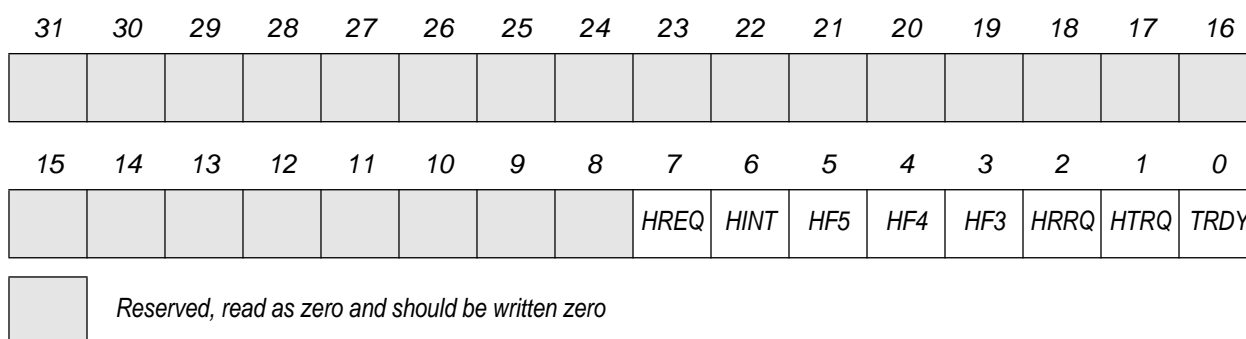 31 30 29 28 27 26 25 24 23 22 21 20 19 18 17 16
15 14 13 12 11 10 9 8 7 6 5 4 3 2 1 0
HREQ HINT HF5 HF4 HF3 HRRQ HTRQ TRDY
Reserved, read as zero and should be written zero